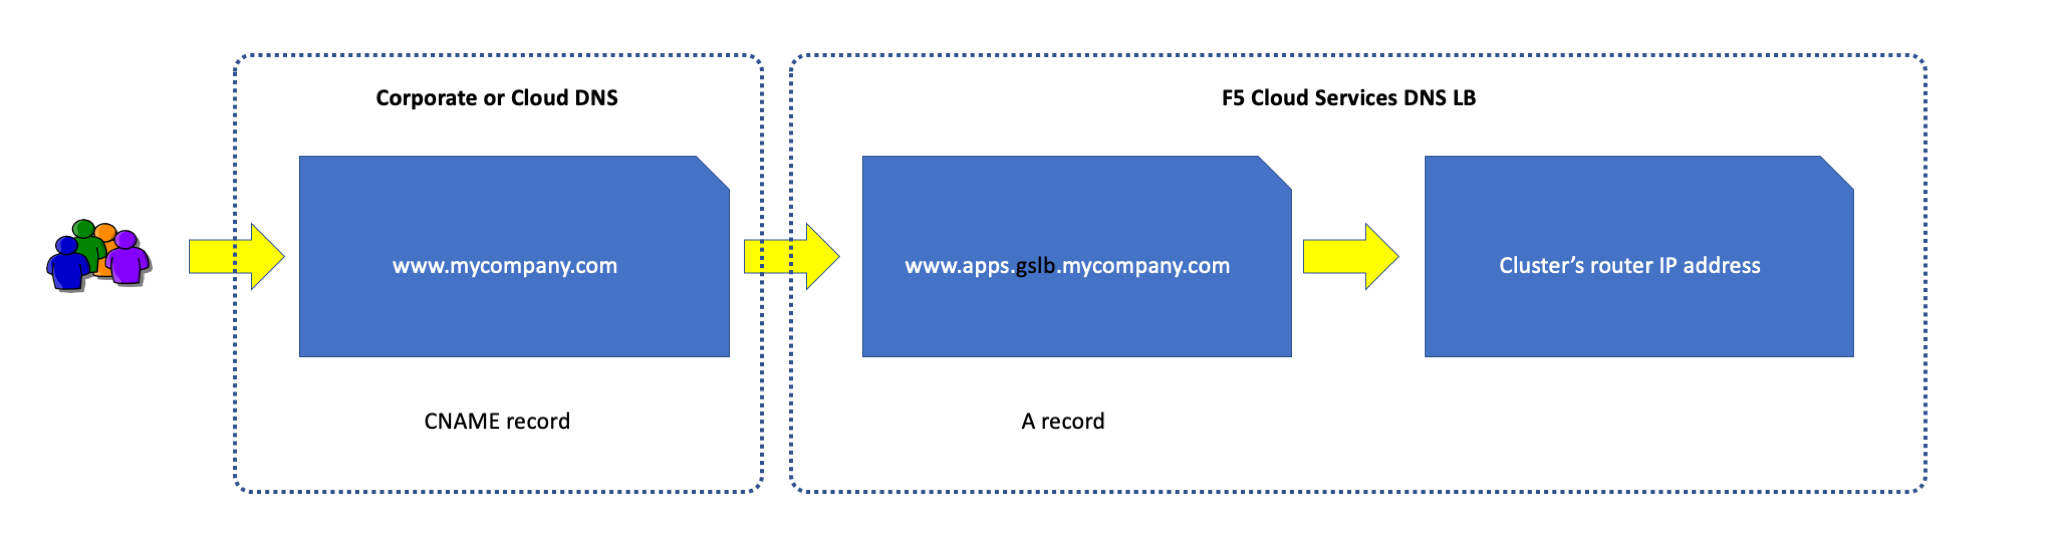 Corporate or Cloud DNS
F5 Cloud Services DNS LB
www.mycompany.com
www.apps.gslb.mycompany.com
Cluster’s router IP address
CNAME record
A record